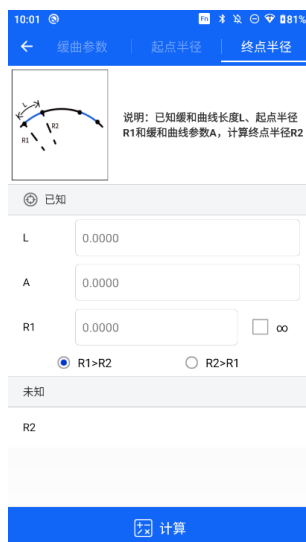 10:01 81%
缓曲参数 起点半径 终点半径
L
R2
R1
说明：已知缓和曲线长度L、起点半径
R1和缓和曲线参数A，计算终点半径R2
已知
L 0.0000
A 0.0000
R1 0.0000 ∞
R1>R2 R2>R1
未知
R2
计算